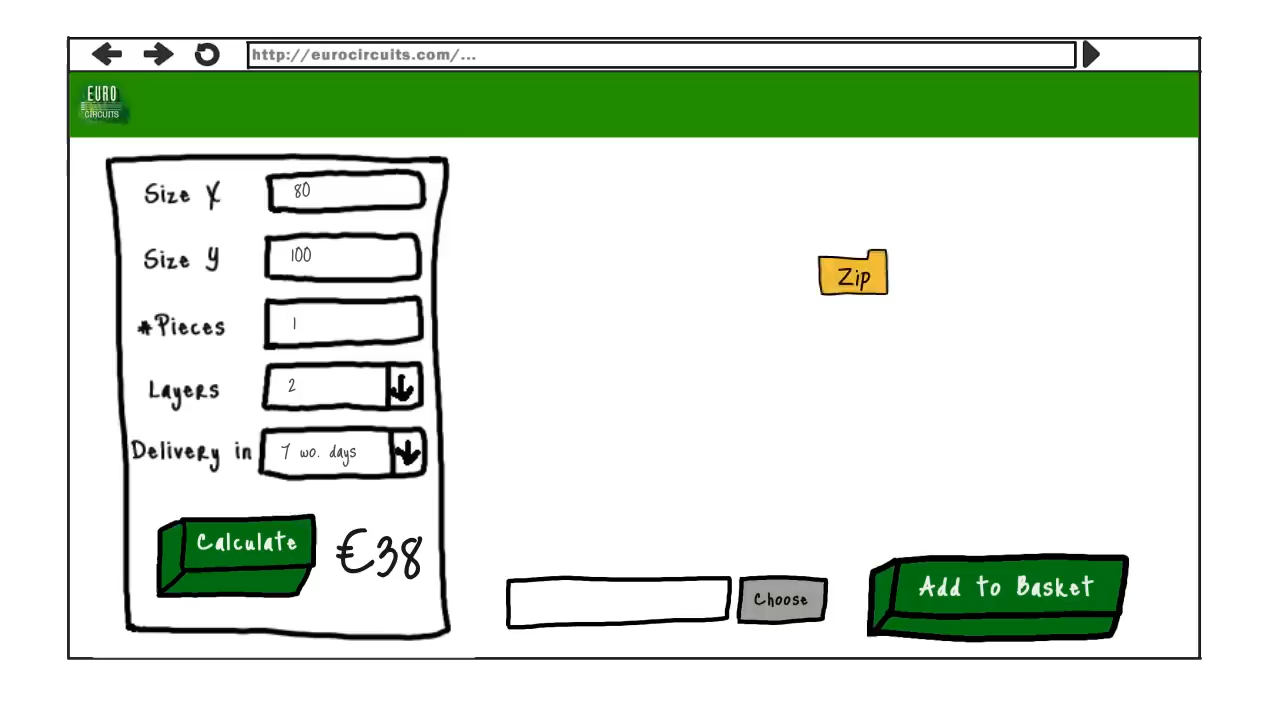 http://eurocircuits.com/...
EURO
CIRCUITS
Size X 80
Size Y 100
#Pieces 1
Layers 2
Delivery in 7 wo. days
Calculate €38
Zip
Choose
Add to Basket